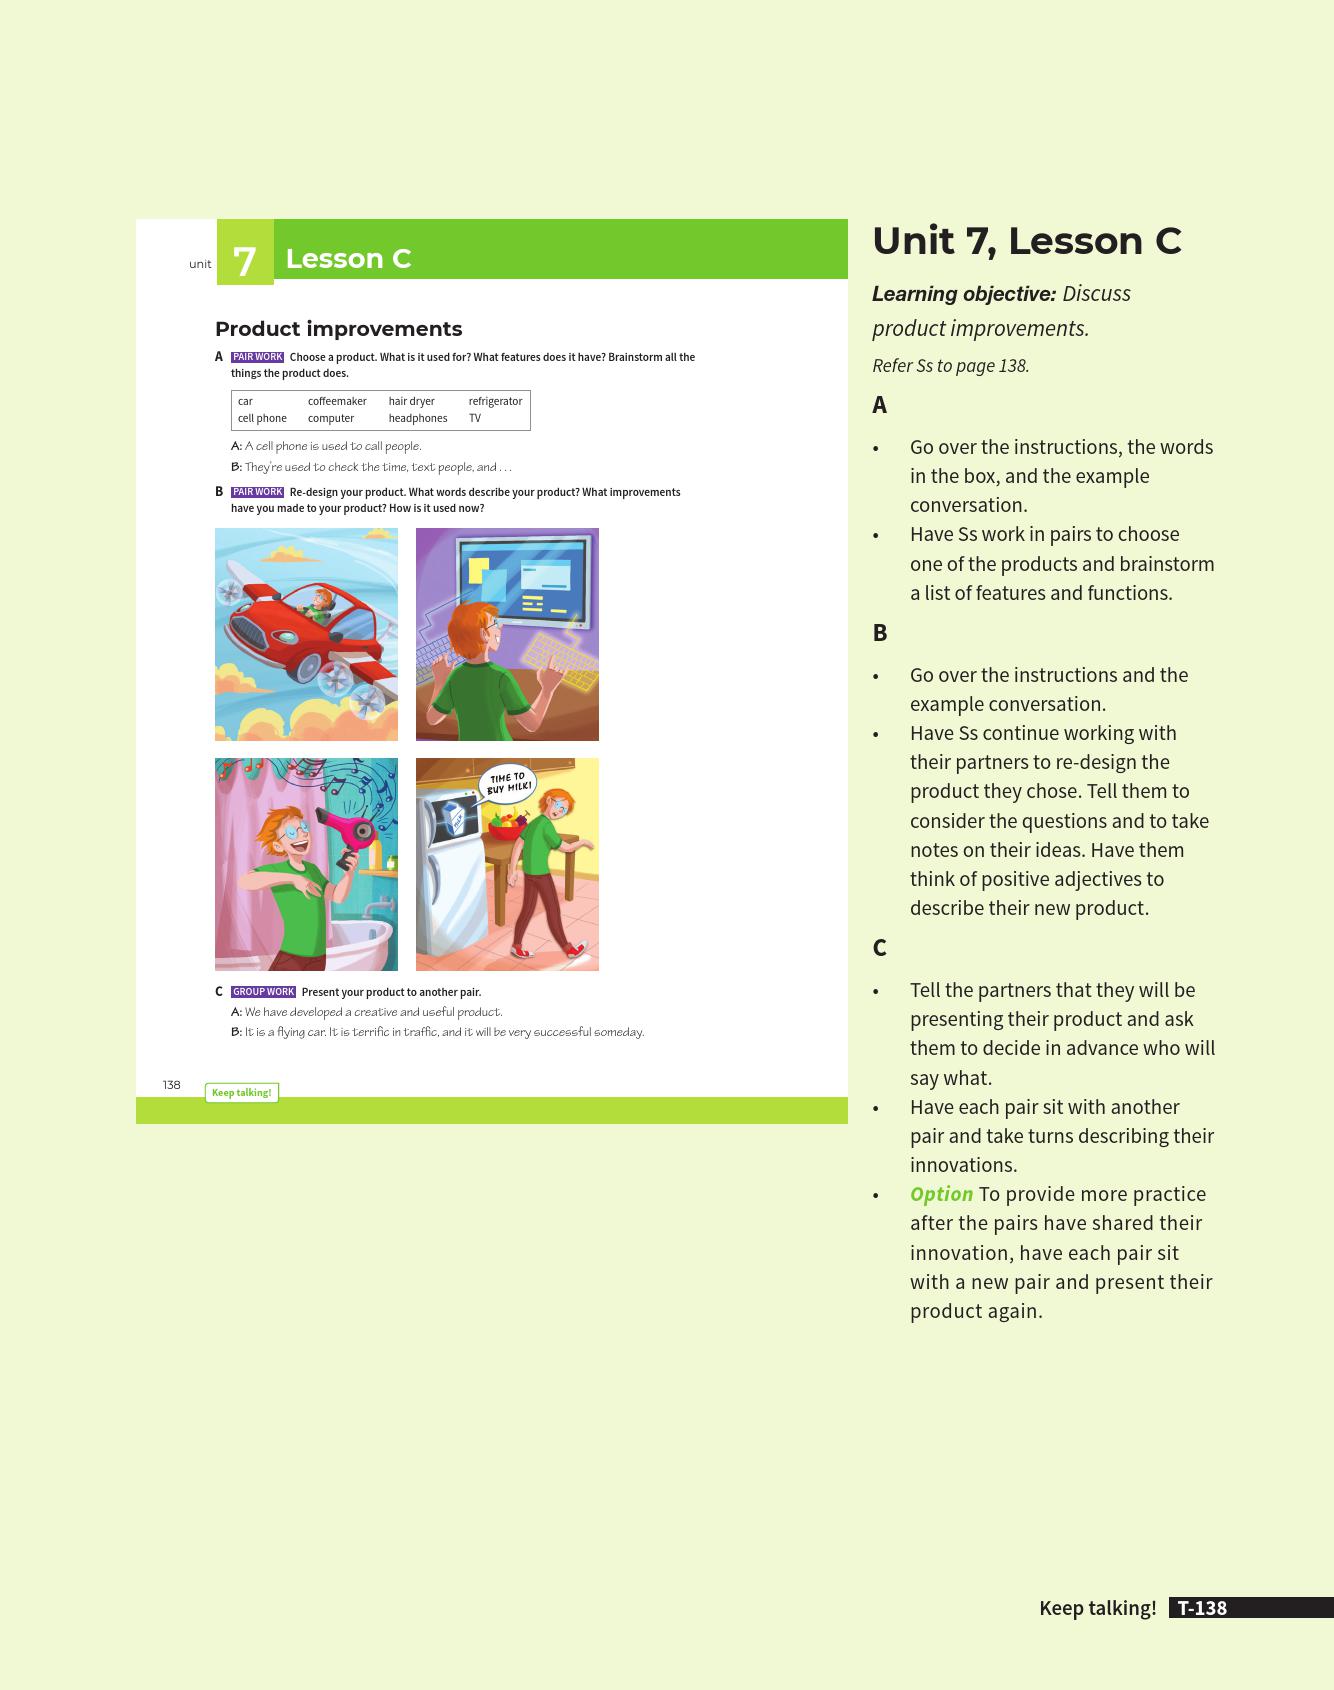 unit 7 Lesson C
Product improvements
A PAIR WORK Choose a product. What is it used for? What features does it have? Brainstorm all the
things the product does.
car coffeemaker hair dryer refrigerator
cell phone computer headphones TV
A: A cell phone is used to call people.
B: They're used to check the time, text people, and . . .
B PAIR WORK Re-design your product. What words describe your product? What improvements
have you made to your product? How is it used now?
TIME TO
BUY MILK!
MILK
C GROUP WORK Present your product to another pair.
A: We have developed a creative and useful product.
B: It is a flying car. It is terrific in traffic, and it will be very successful someday.
138 Keep talking!
Unit 7, Lesson C
Learning objective: Discuss
product improvements.
Refer Ss to page 138.
A
• Go over the instructions, the words
in the box, and the example
conversation.
• Have Ss work in pairs to choose
one of the products and brainstorm
a list of features and functions.
B
• Go over the instructions and the
example conversation.
• Have Ss continue working with
their partners to re-design the
product they chose. Tell them to
consider the questions and to take
notes on their ideas. Have them
think of positive adjectives to
describe their new product.
C
• Tell the partners that they will be
presenting their product and ask
them to decide in advance who will
say what.
• Have each pair sit with another
pair and take turns describing their
innovations.
• Option To provide more practice
after the pairs have shared their
innovation, have each pair sit
with a new pair and present their
product again.
Keep talking! T-138